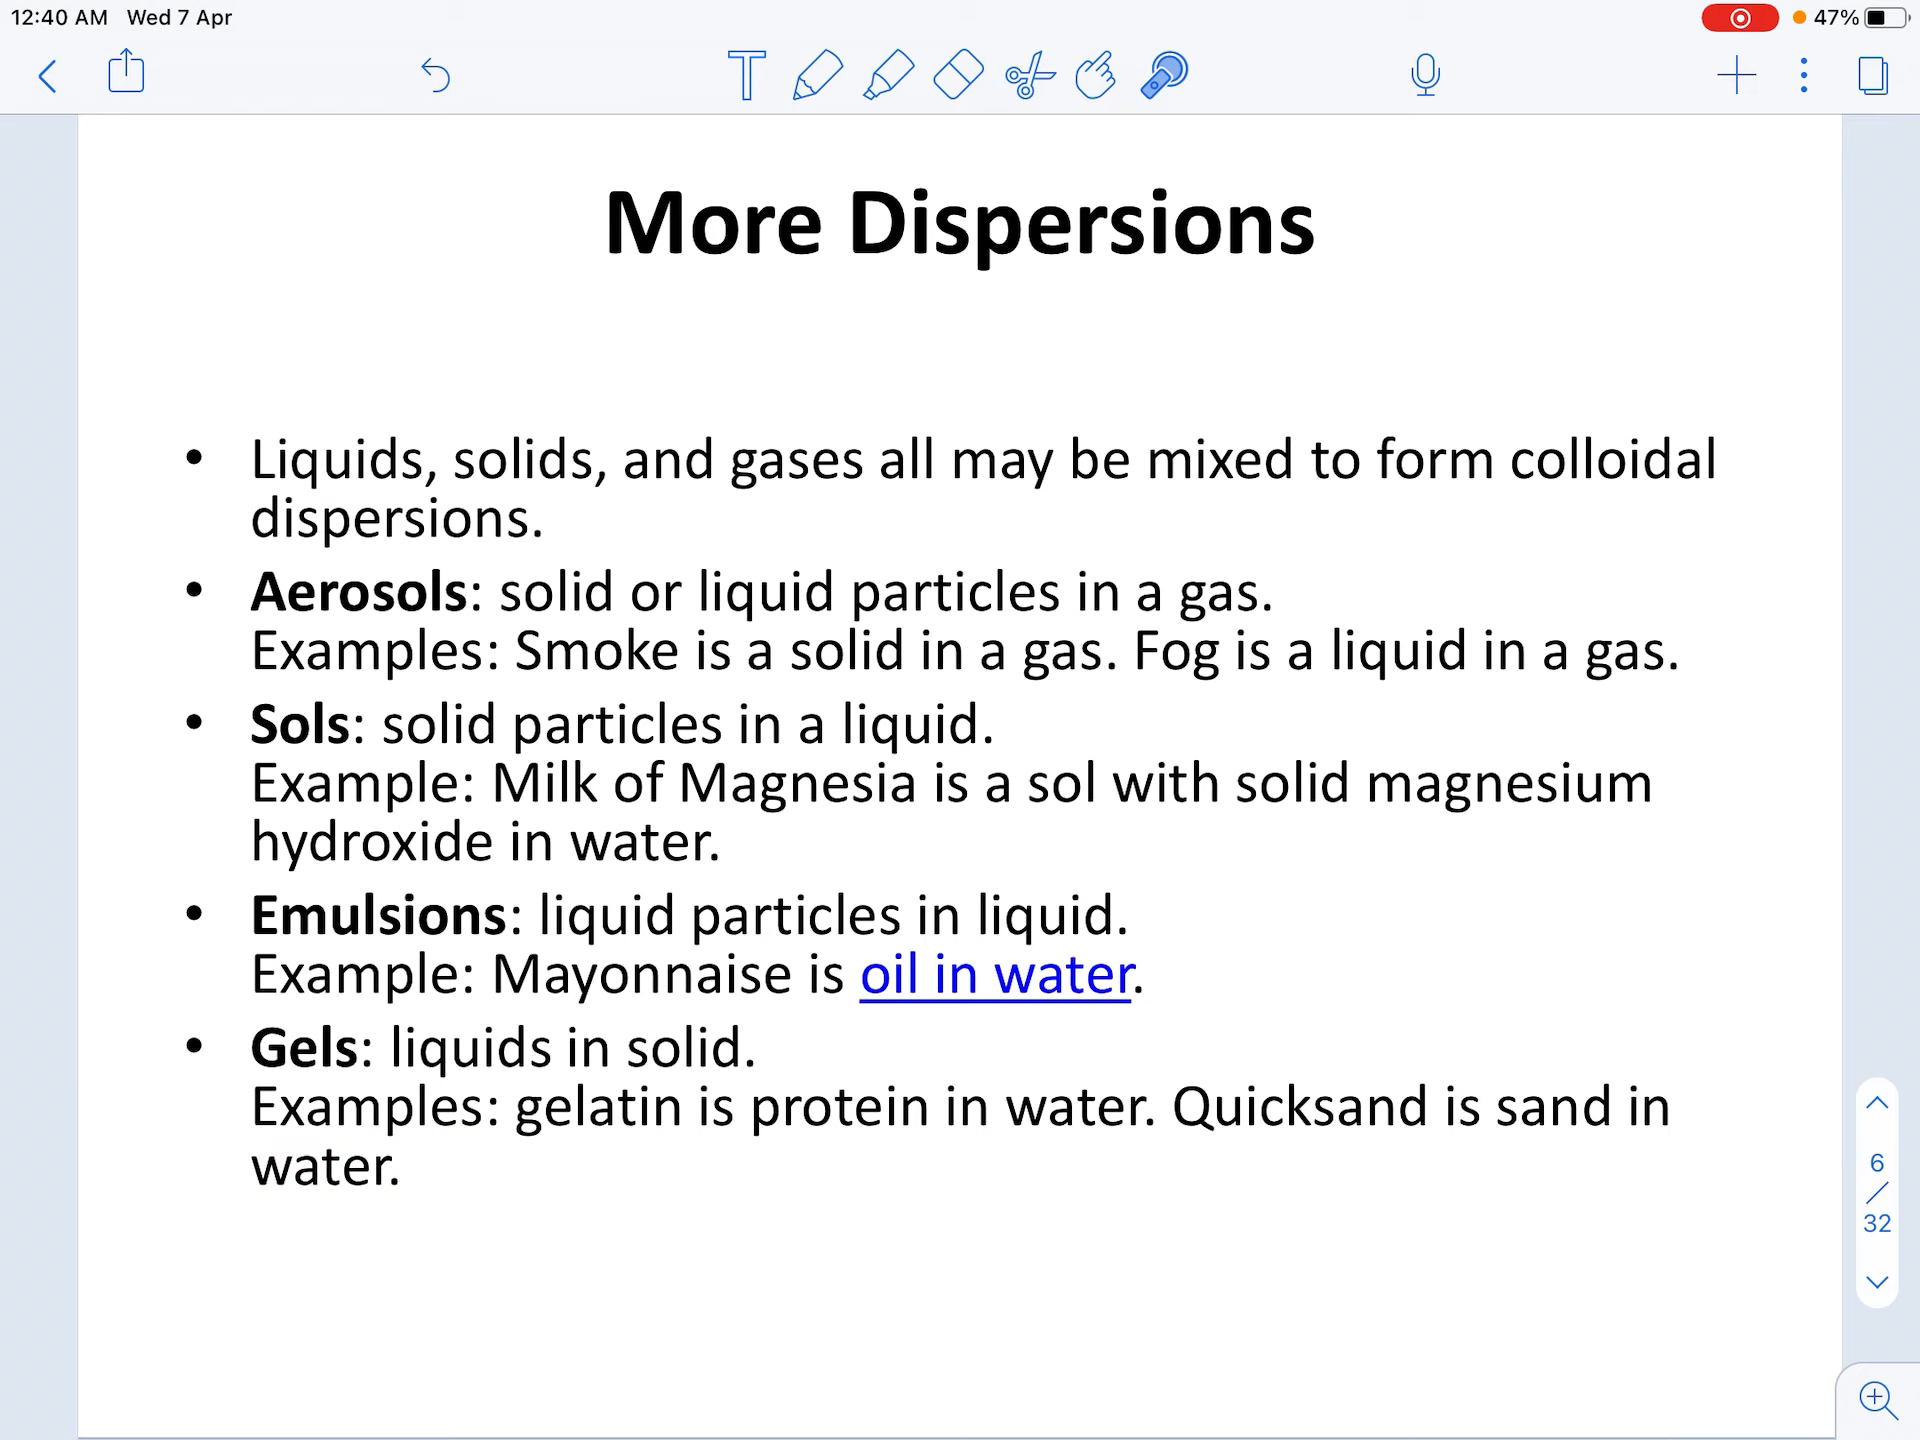 12:40 AM Wed 7 Apr
47%
More Dispersions
• Liquids, solids, and gases all may be mixed to form colloidal
dispersions.
• Aerosols: solid or liquid particles in a gas.
Examples: Smoke is a solid in a gas. Fog is a liquid in a gas.
• Sols: solid particles in a liquid.
Example: Milk of Magnesia is a sol with solid magnesium
hydroxide in water.
• Emulsions: liquid particles in liquid.
Example: Mayonnaise is oil in water.
• Gels: liquids in solid.
Examples: gelatin is protein in water. Quicksand is sand in
water.
6
/
32